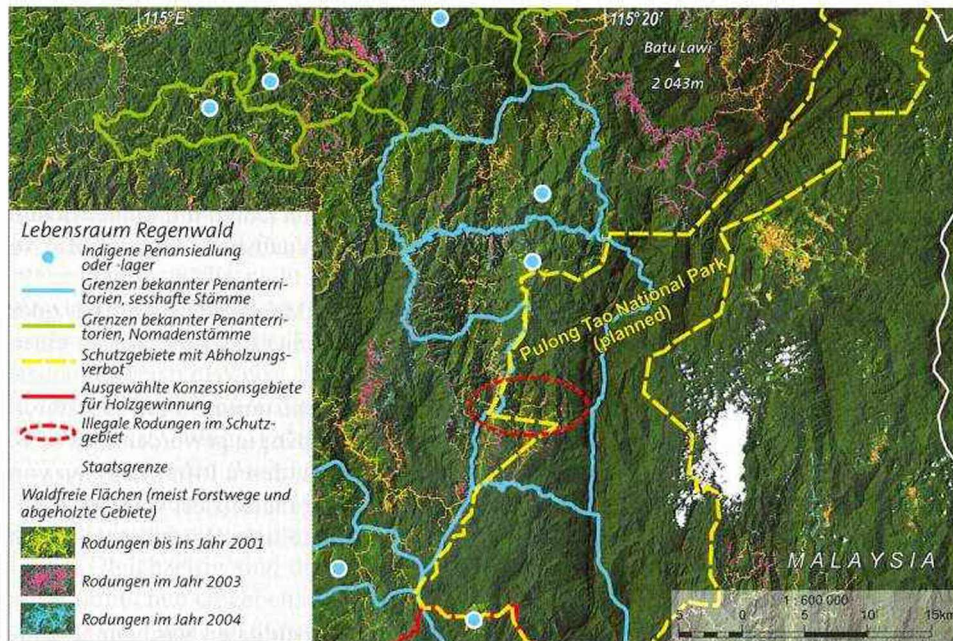 115°E
115°20'
Batu Lawi
2 043m
Lebensraum Regenwald
Indigene Penansiedlung
oder -lager
Grenzen bekannter Penanterri-
torien, sesshafte Stämme
Grenzen bekannter Penanterri-
torien, Nomadenstämme
Schutzgebiete mit Abholzungs-
verbot
Ausgewählte Konzessionsgebiete
für Holzgewinnung
Illegale Rodungen im Schutz-
gebiet
Staatsgrenze
Waldfreie Flächen (meist Forstwege und
abgeholzte Gebiete)
Rodungen bis ins Jahr 2001
Rodungen im Jahr 2003
Rodungen im Jahr 2004
Pulong Tao National Park
(planned)
MALAYSIA
1 : 600 000
5 0 5 10 15km